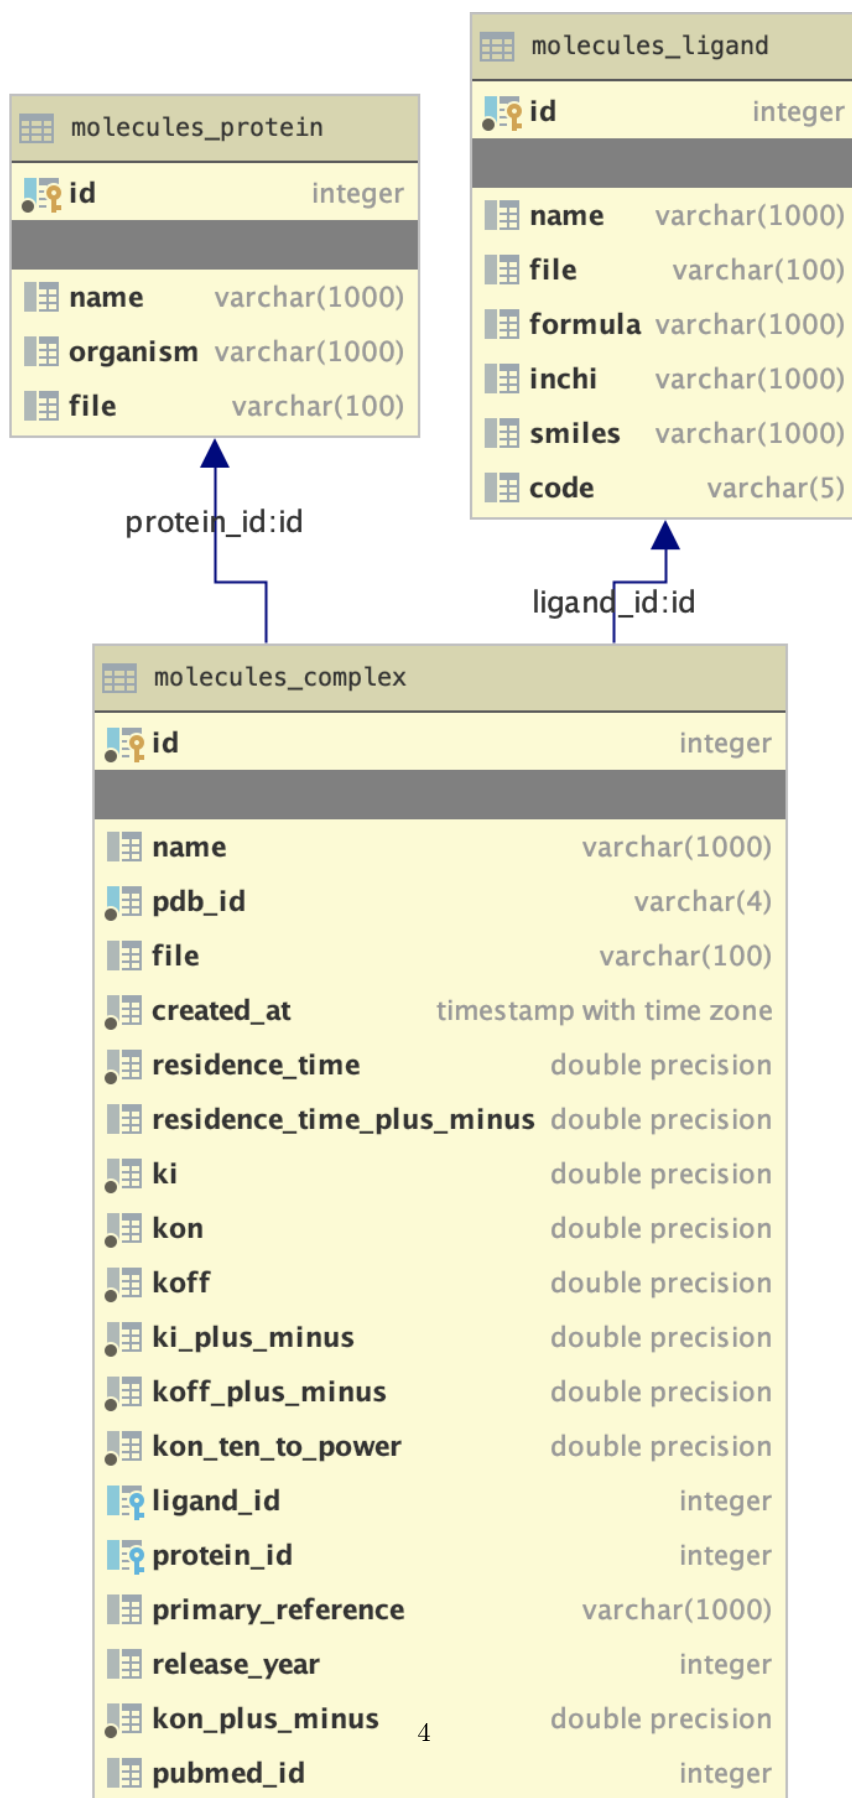 molecules_protein
id integer
name varchar(1000)
organism varchar(1000)
file varchar(100)
molecules_ligand
id integer
name varchar(1000)
file varchar(100)
formula varchar(1000)
inchi varchar(1000)
smiles varchar(1000)
code varchar(5)
protein_id:id
ligand_id:id
molecules_complex
id integer
name varchar(1000)
pdb_id varchar(4)
file varchar(100)
created_at timestamp with time zone
residence_time double precision
residence_time_plus_minus double precision
ki double precision
kon double precision
koff double precision
ki_plus_minus double precision
koff_plus_minus double precision
kon_ten_to_power double precision
ligand_id integer
protein_id integer
primary_reference varchar(1000)
release_year integer
kon_plus_minus 4 double precision
pubmed_id integer